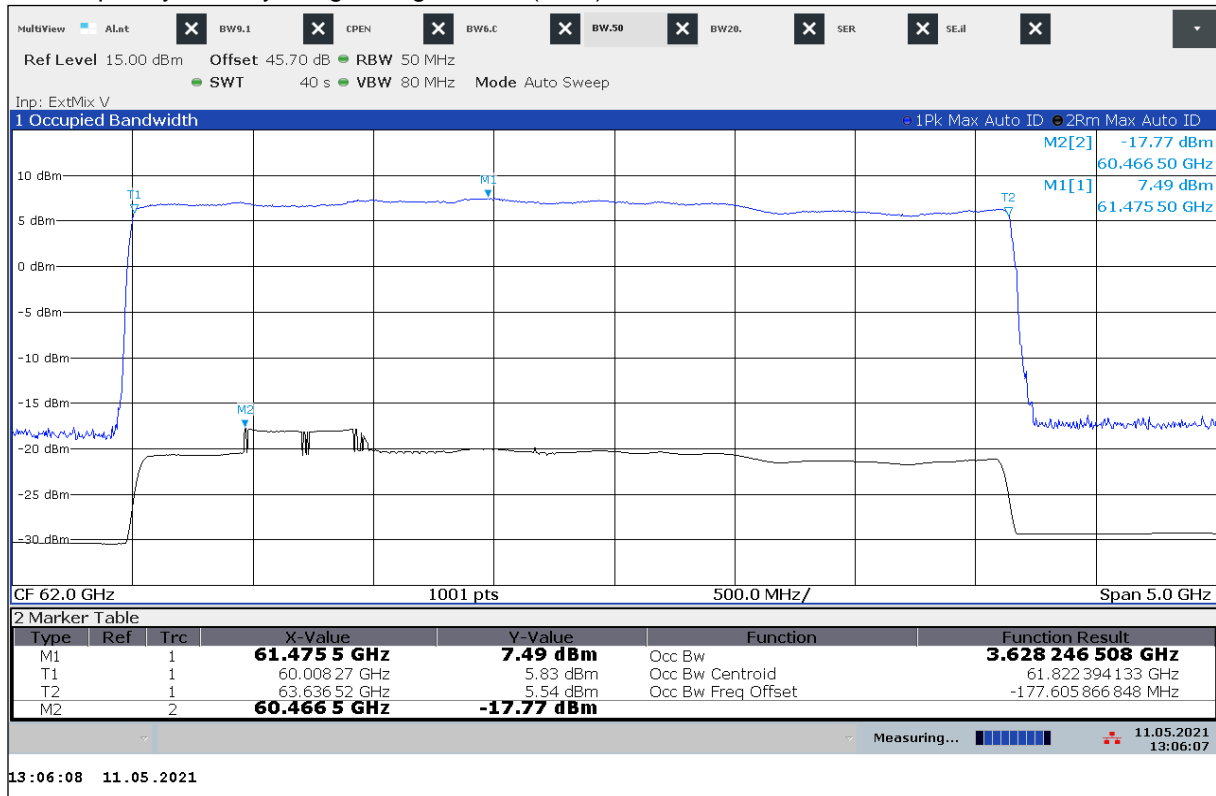 MultiView Al.nt BW9.1 CPEN BW6.C BW.50 BW20. SER SE.il
Ref Level 15.00 dBm Offset 45.70 dB RBW 50 MHz
SWT 40 s VBW 80 MHz Mode Auto Sweep
Inp: ExtMix V
1 Occupied Bandwidth 1Pk Max Auto ID 2Rm Max Auto ID
M2[2] -17.77 dBm
60.466 50 GHz
M1[1] 7.49 dBm
61.475 50 GHz
10 dBm
M1
T1
T2
5 dBm
0 dBm
-5 dBm
-10 dBm
-15 dBm
M2
-20 dBm
-25 dBm
-30 dBm
CF 62.0 GHz 1001 pts 500.0 MHz/ Span 5.0 GHz
2 Marker Table
Type Ref Trc X-Value Y-Value Function Function Result
M1 1 61.475 5 GHz 7.49 dBm Occ Bw 3.628 246 508 GHz
T1 1 60.008 27 GHz 5.83 dBm Occ Bw Centroid 61.822 394 133 GHz
T2 1 63.636 52 GHz 5.54 dBm Occ Bw Freq Offset -177.605 866 848 MHz
M2 2 60.466 5 GHz -17.77 dBm
Measuring... 11.05.2021
13:06:07
13:06:08 11.05.2021